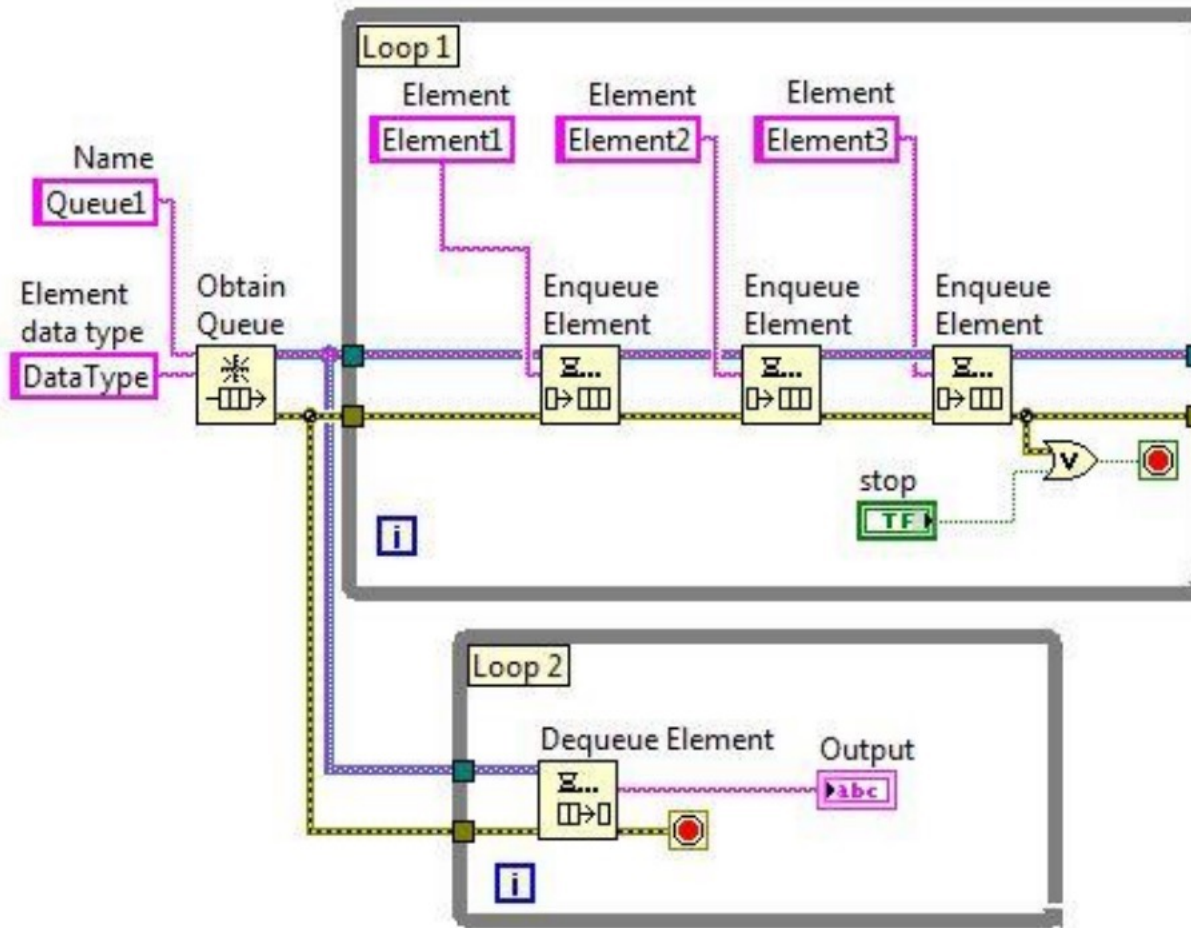 Loop 1
Element
Element
Element
Element1
Element2
Element3
Name
Queue1
Element
data type
DataType
Obtain
Queue
Enqueue
Element
Enqueue
Element
Enqueue
Element
V
stop
TF
i
Loop 2
Dequeue Element
Output
abc
i